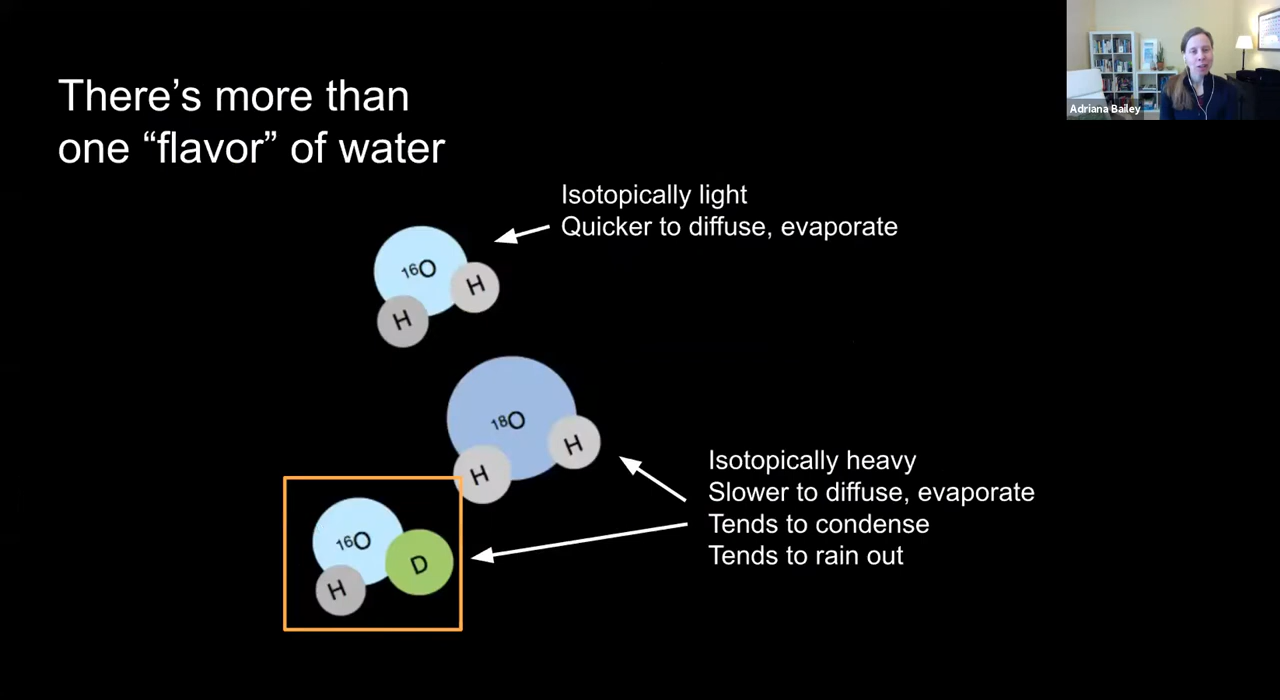 There’s more than
one “flavor” of water
Adriana Bailey
Isotopically light
Quicker to diffuse, evaporate
16O
H
H
18O
H
H
Isotopically heavy
Slower to diffuse, evaporate
Tends to condense
Tends to rain out
16O
D
H